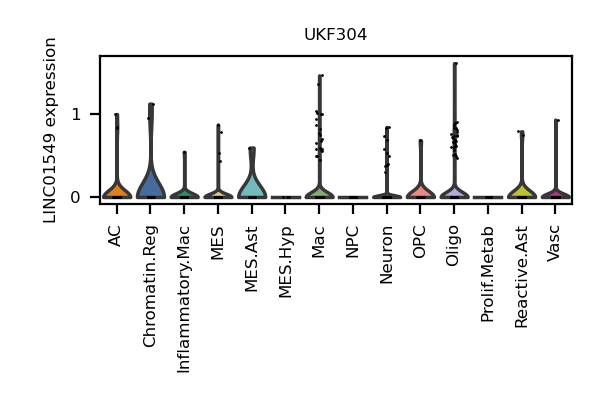 UKF304
LINC01549 expression
1
0
AC
Chromatin.Reg
Inflammatory.Mac
MES
MES.Ast
MES.Hyp
Mac
NPC
Neuron
OPC
Oligo
Prolif.Metab
Reactive.Ast
Vasc